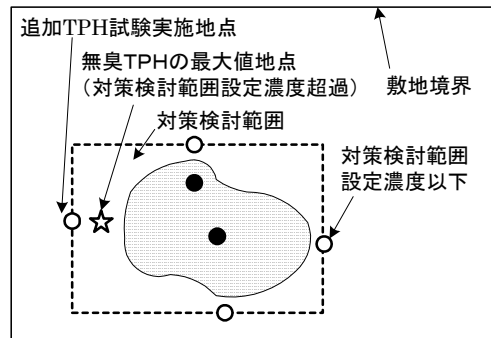 追加TPH試験実施地点
無臭TPHの最大値地点
（対策検討範囲設定濃度超過）
敷地境界
対策検討範囲
対策検討範囲
設定濃度以下